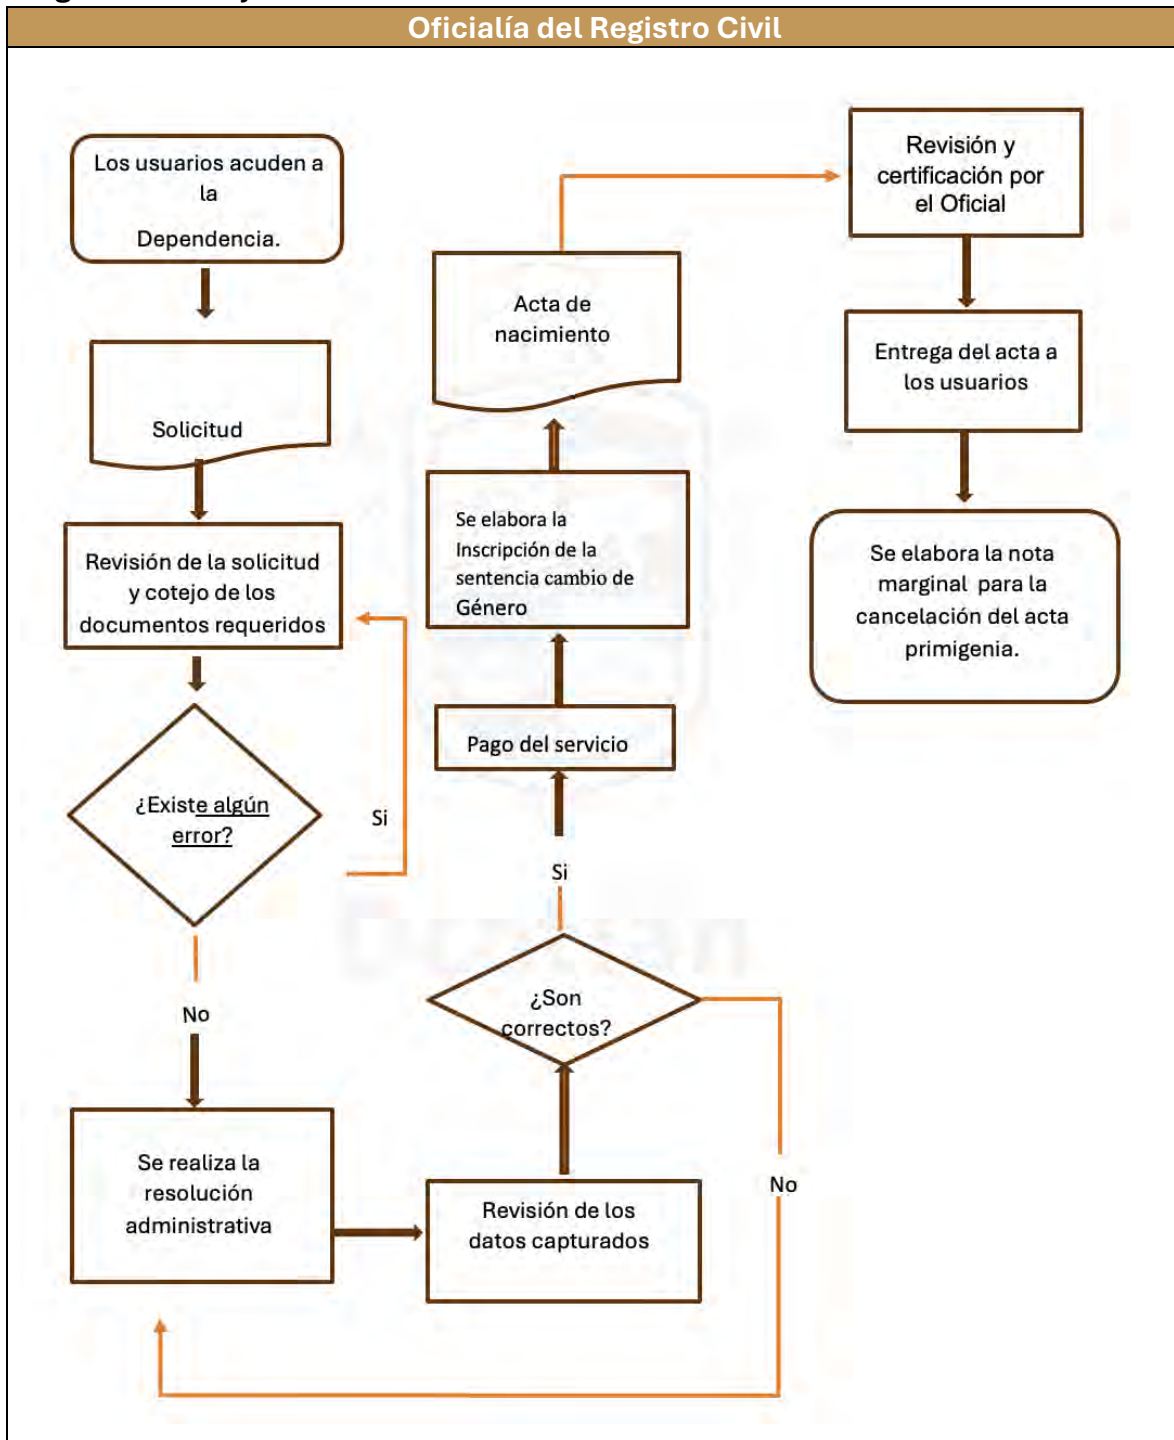 Oficialía del Registro Civil
Los usuarios acuden a
la
Dependencia.
Solicitud
Revisión de la solicitud
y cotejo de los
documentos requeridos
¿Existe algún
error?
Si
No
Se realiza la
resolución
administrativa
Revisión de los
datos capturados
¿Son
correctos?
No
Si
Pago del servicio
Se elabora la
Inscripción de la
sentencia cambio de
Género
Acta de
nacimiento
Revisión y
certificación por
el Oficial
Entrega del acta a
los usuarios
Se elabora la nota
marginal para la
cancelación del acta
primigenia.